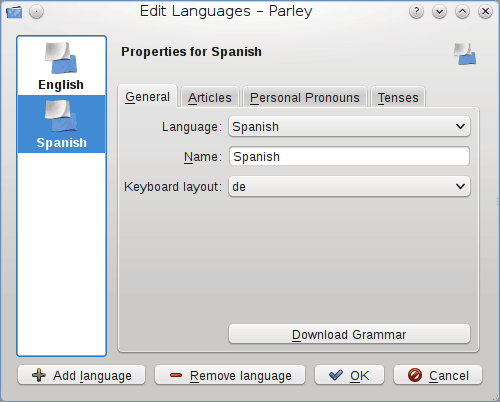 Edit Languages – Parley
English
Spanish
Properties for Spanish
General Articles Personal Pronouns Tenses
Language: Spanish
Name: Spanish
Keyboard layout: de
Download Grammar
Add language Remove language OK Cancel